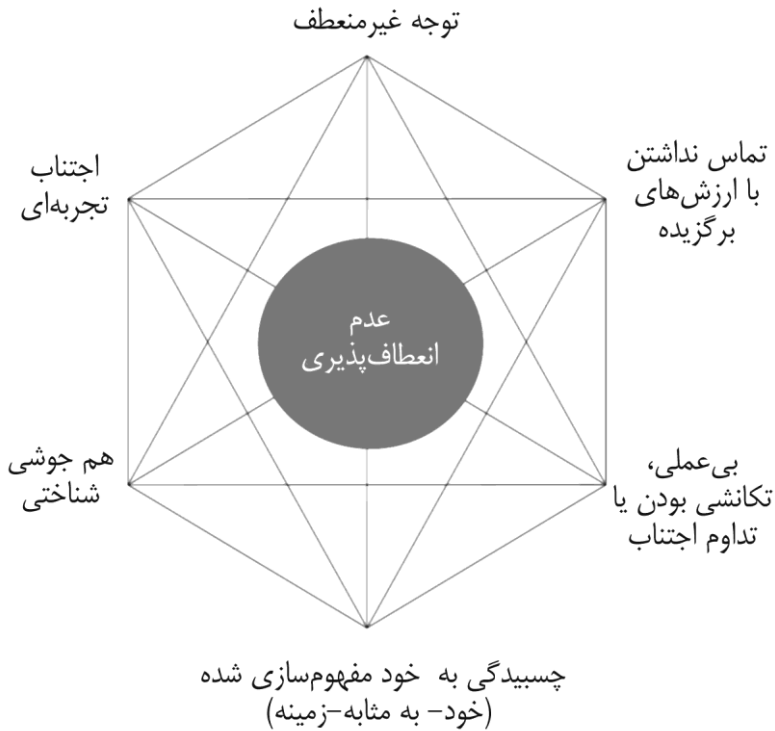 توجه غیرمنعطف
تماس نداشتن
با ارزش‌های
برگزیده
اجتناب
تجربه‌ای
عدم
انعطاف‌پذیری
بی‌عملی،
تکانشی بودن یا
تداوم اجتناب
هم جوشی
شناختی
چسبیدگی به خود مفهوم‌سازی شده
(خود- به مثابه-زمینه)